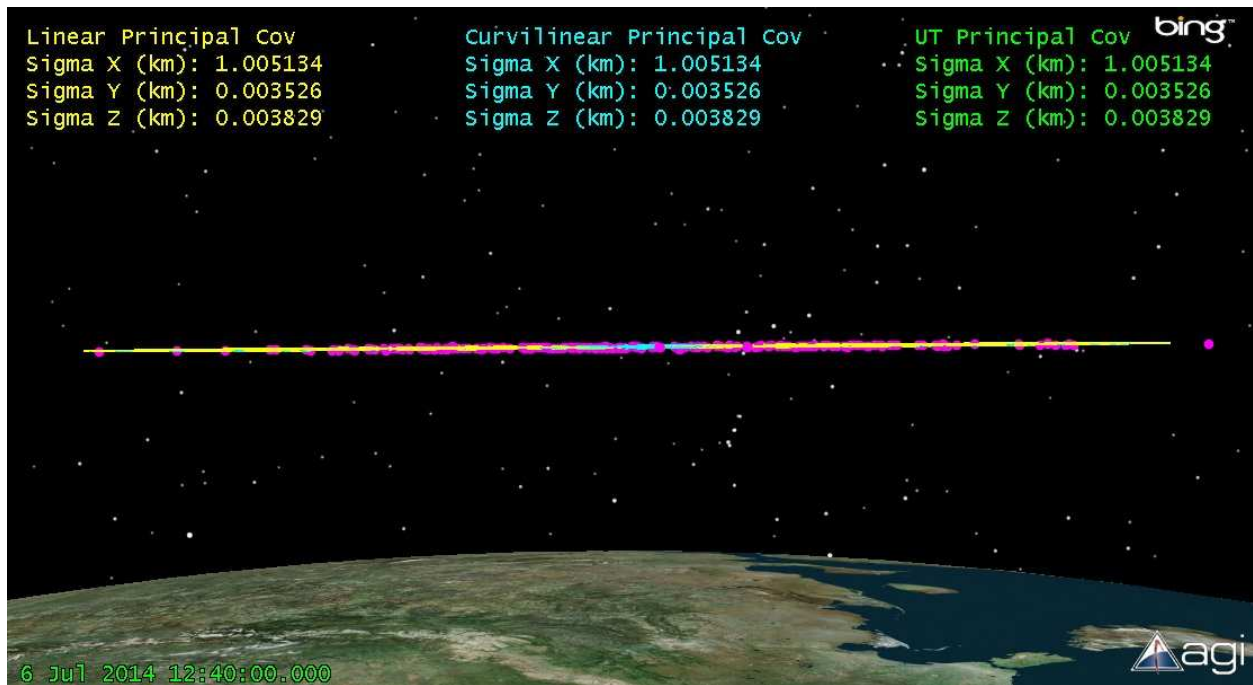 Linear Principal Cov
Sigma X (km): 1.005134
Sigma Y (km): 0.003526
Sigma Z (km): 0.003829
Curvilinear Principal Cov
Sigma X (km): 1.005134
Sigma Y (km): 0.003526
Sigma Z (km): 0.003829
UT Principal Cov
Sigma X (km): 1.005134
Sigma Y (km): 0.003526
Sigma Z (km): 0.003829
bing™
6 Jul 2014 12:40:00.000
agi